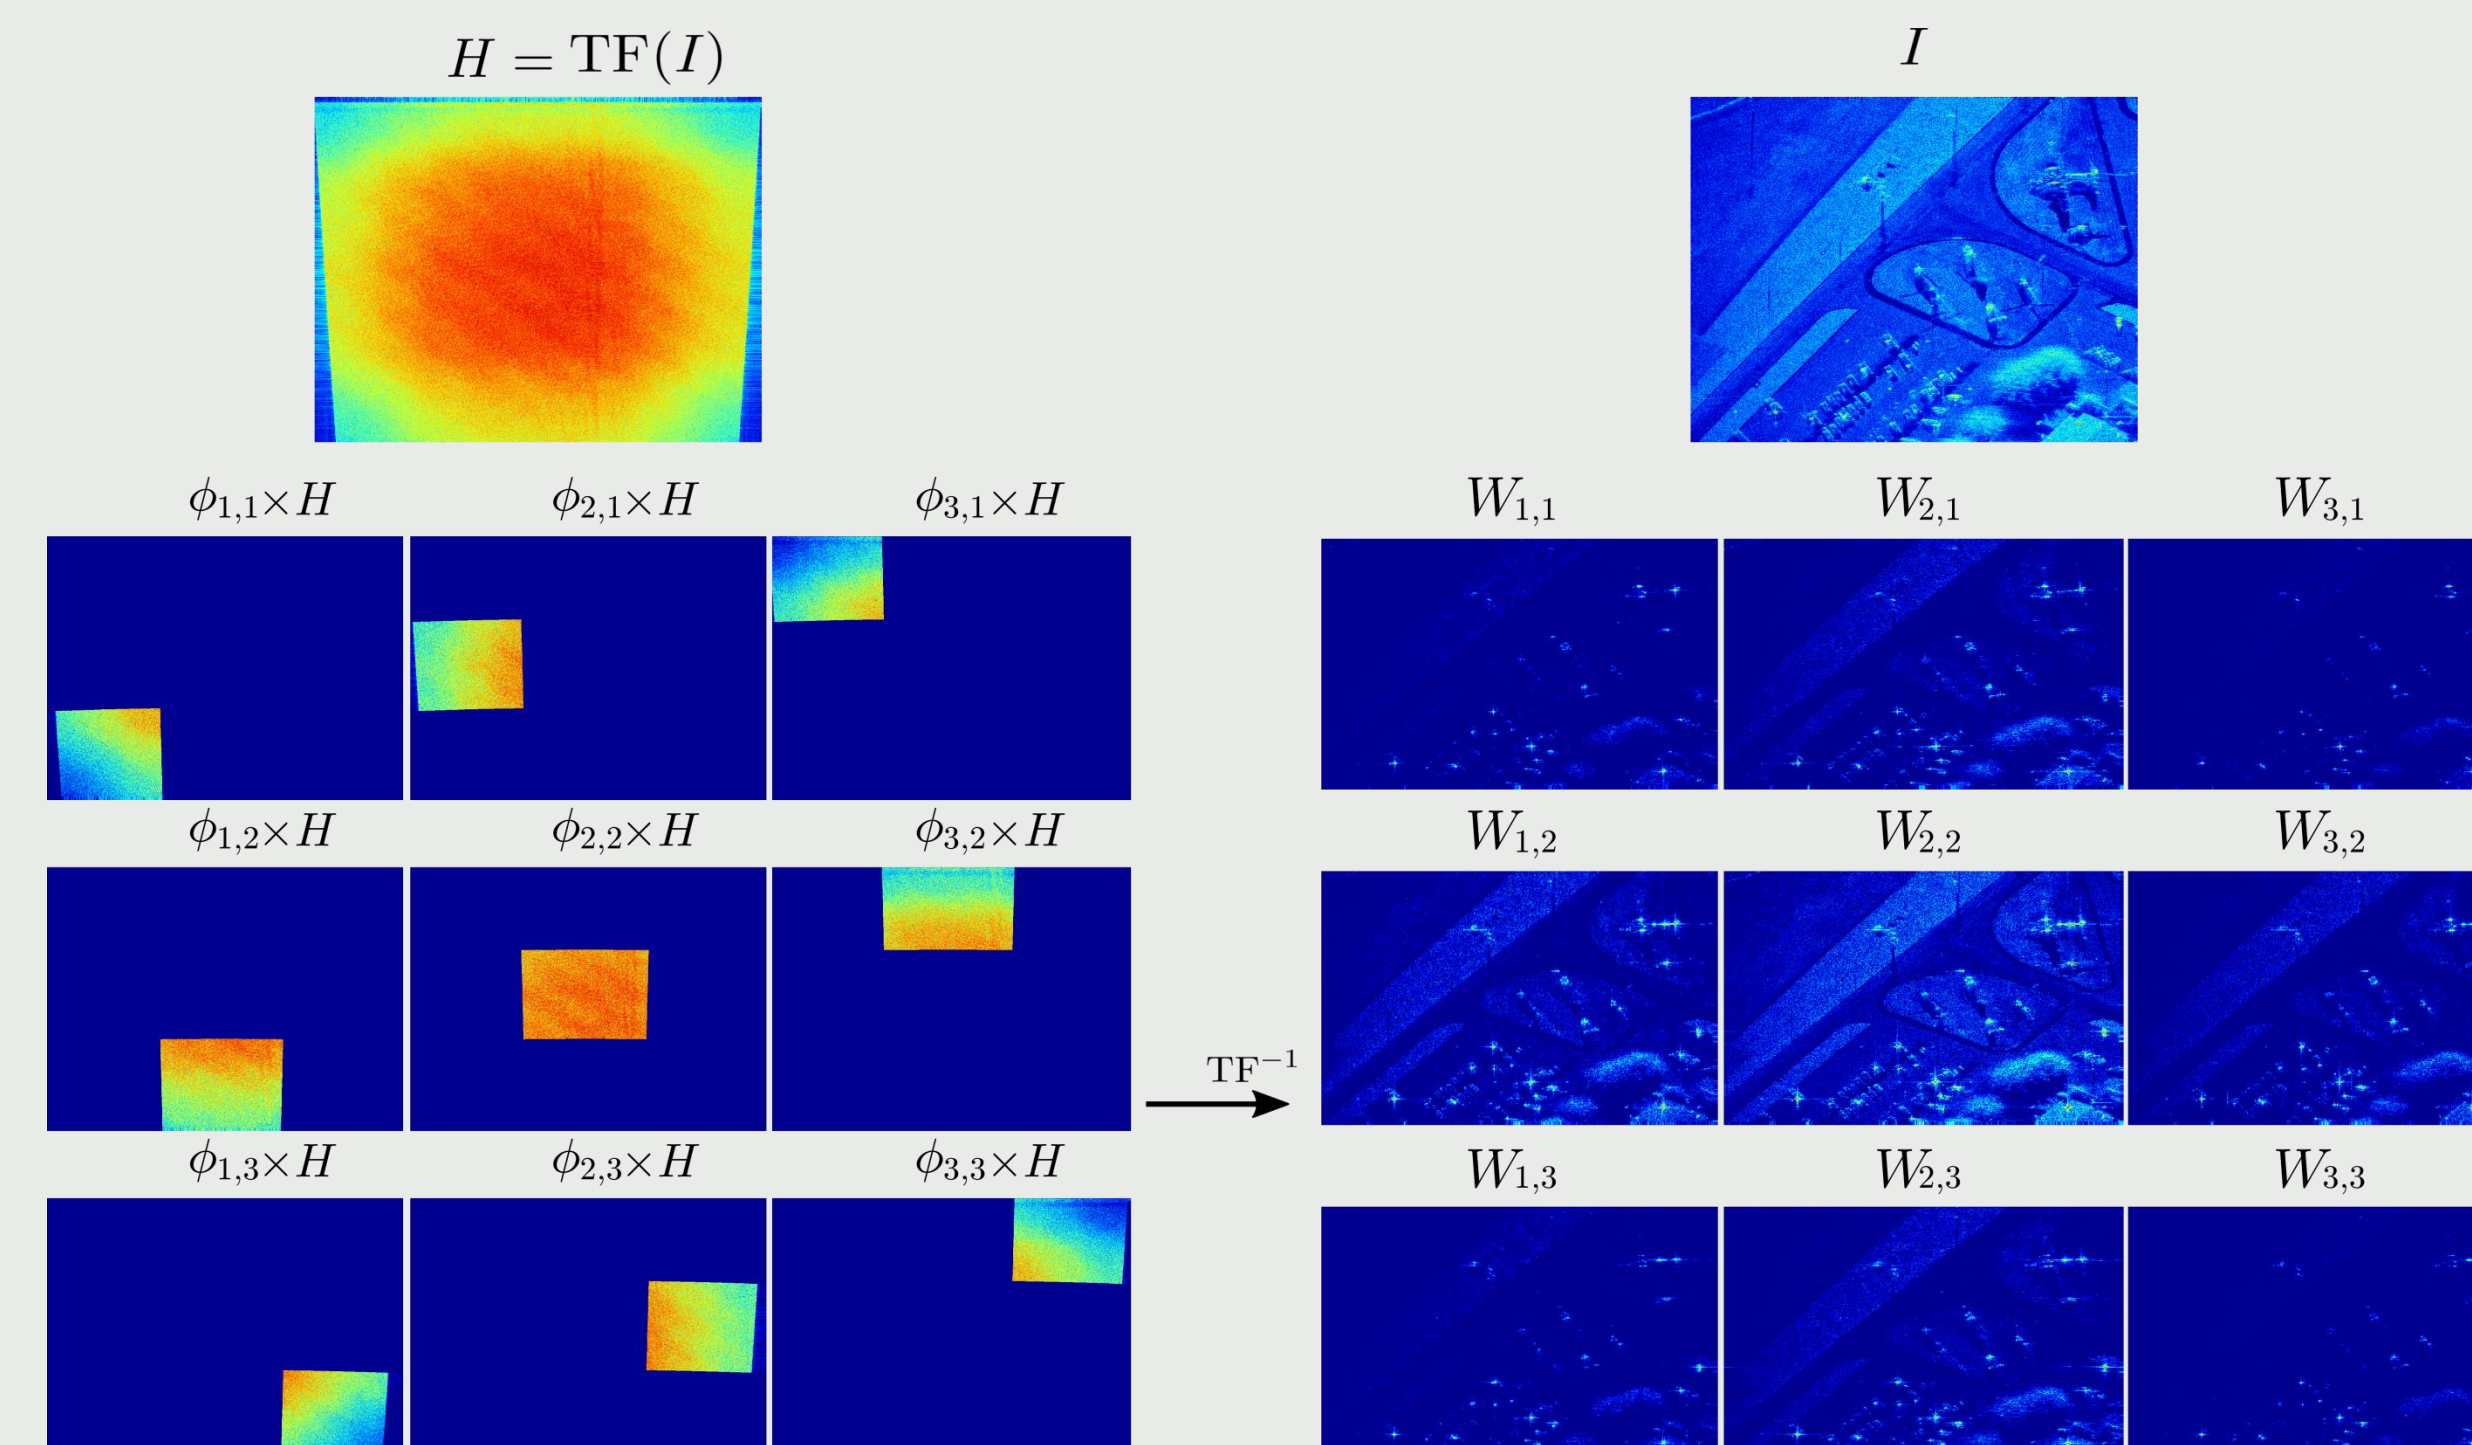 H = TF(I)
I
ϕ1,1×H ϕ2,1×H ϕ3,1×H
W1,1 W2,1 W3,1
ϕ1,2×H ϕ2,2×H ϕ3,2×H
W1,2 W2,2 W3,2
TF−1
ϕ1,3×H ϕ2,3×H ϕ3,3×H
W1,3 W2,3 W3,3